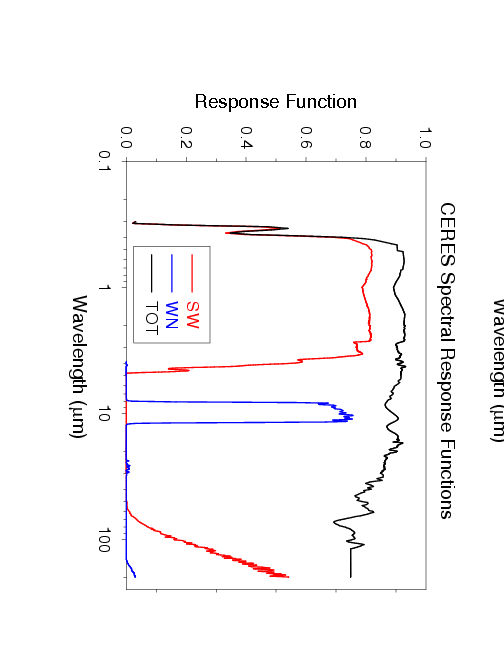 CERES Spectral Response Functions
Response Function
1.0
0.8
0.6
0.4
0.2
0.0
0.1
1
10
100
SW
WN
TOT
Wavelength (μm)
Wavelength (μm)